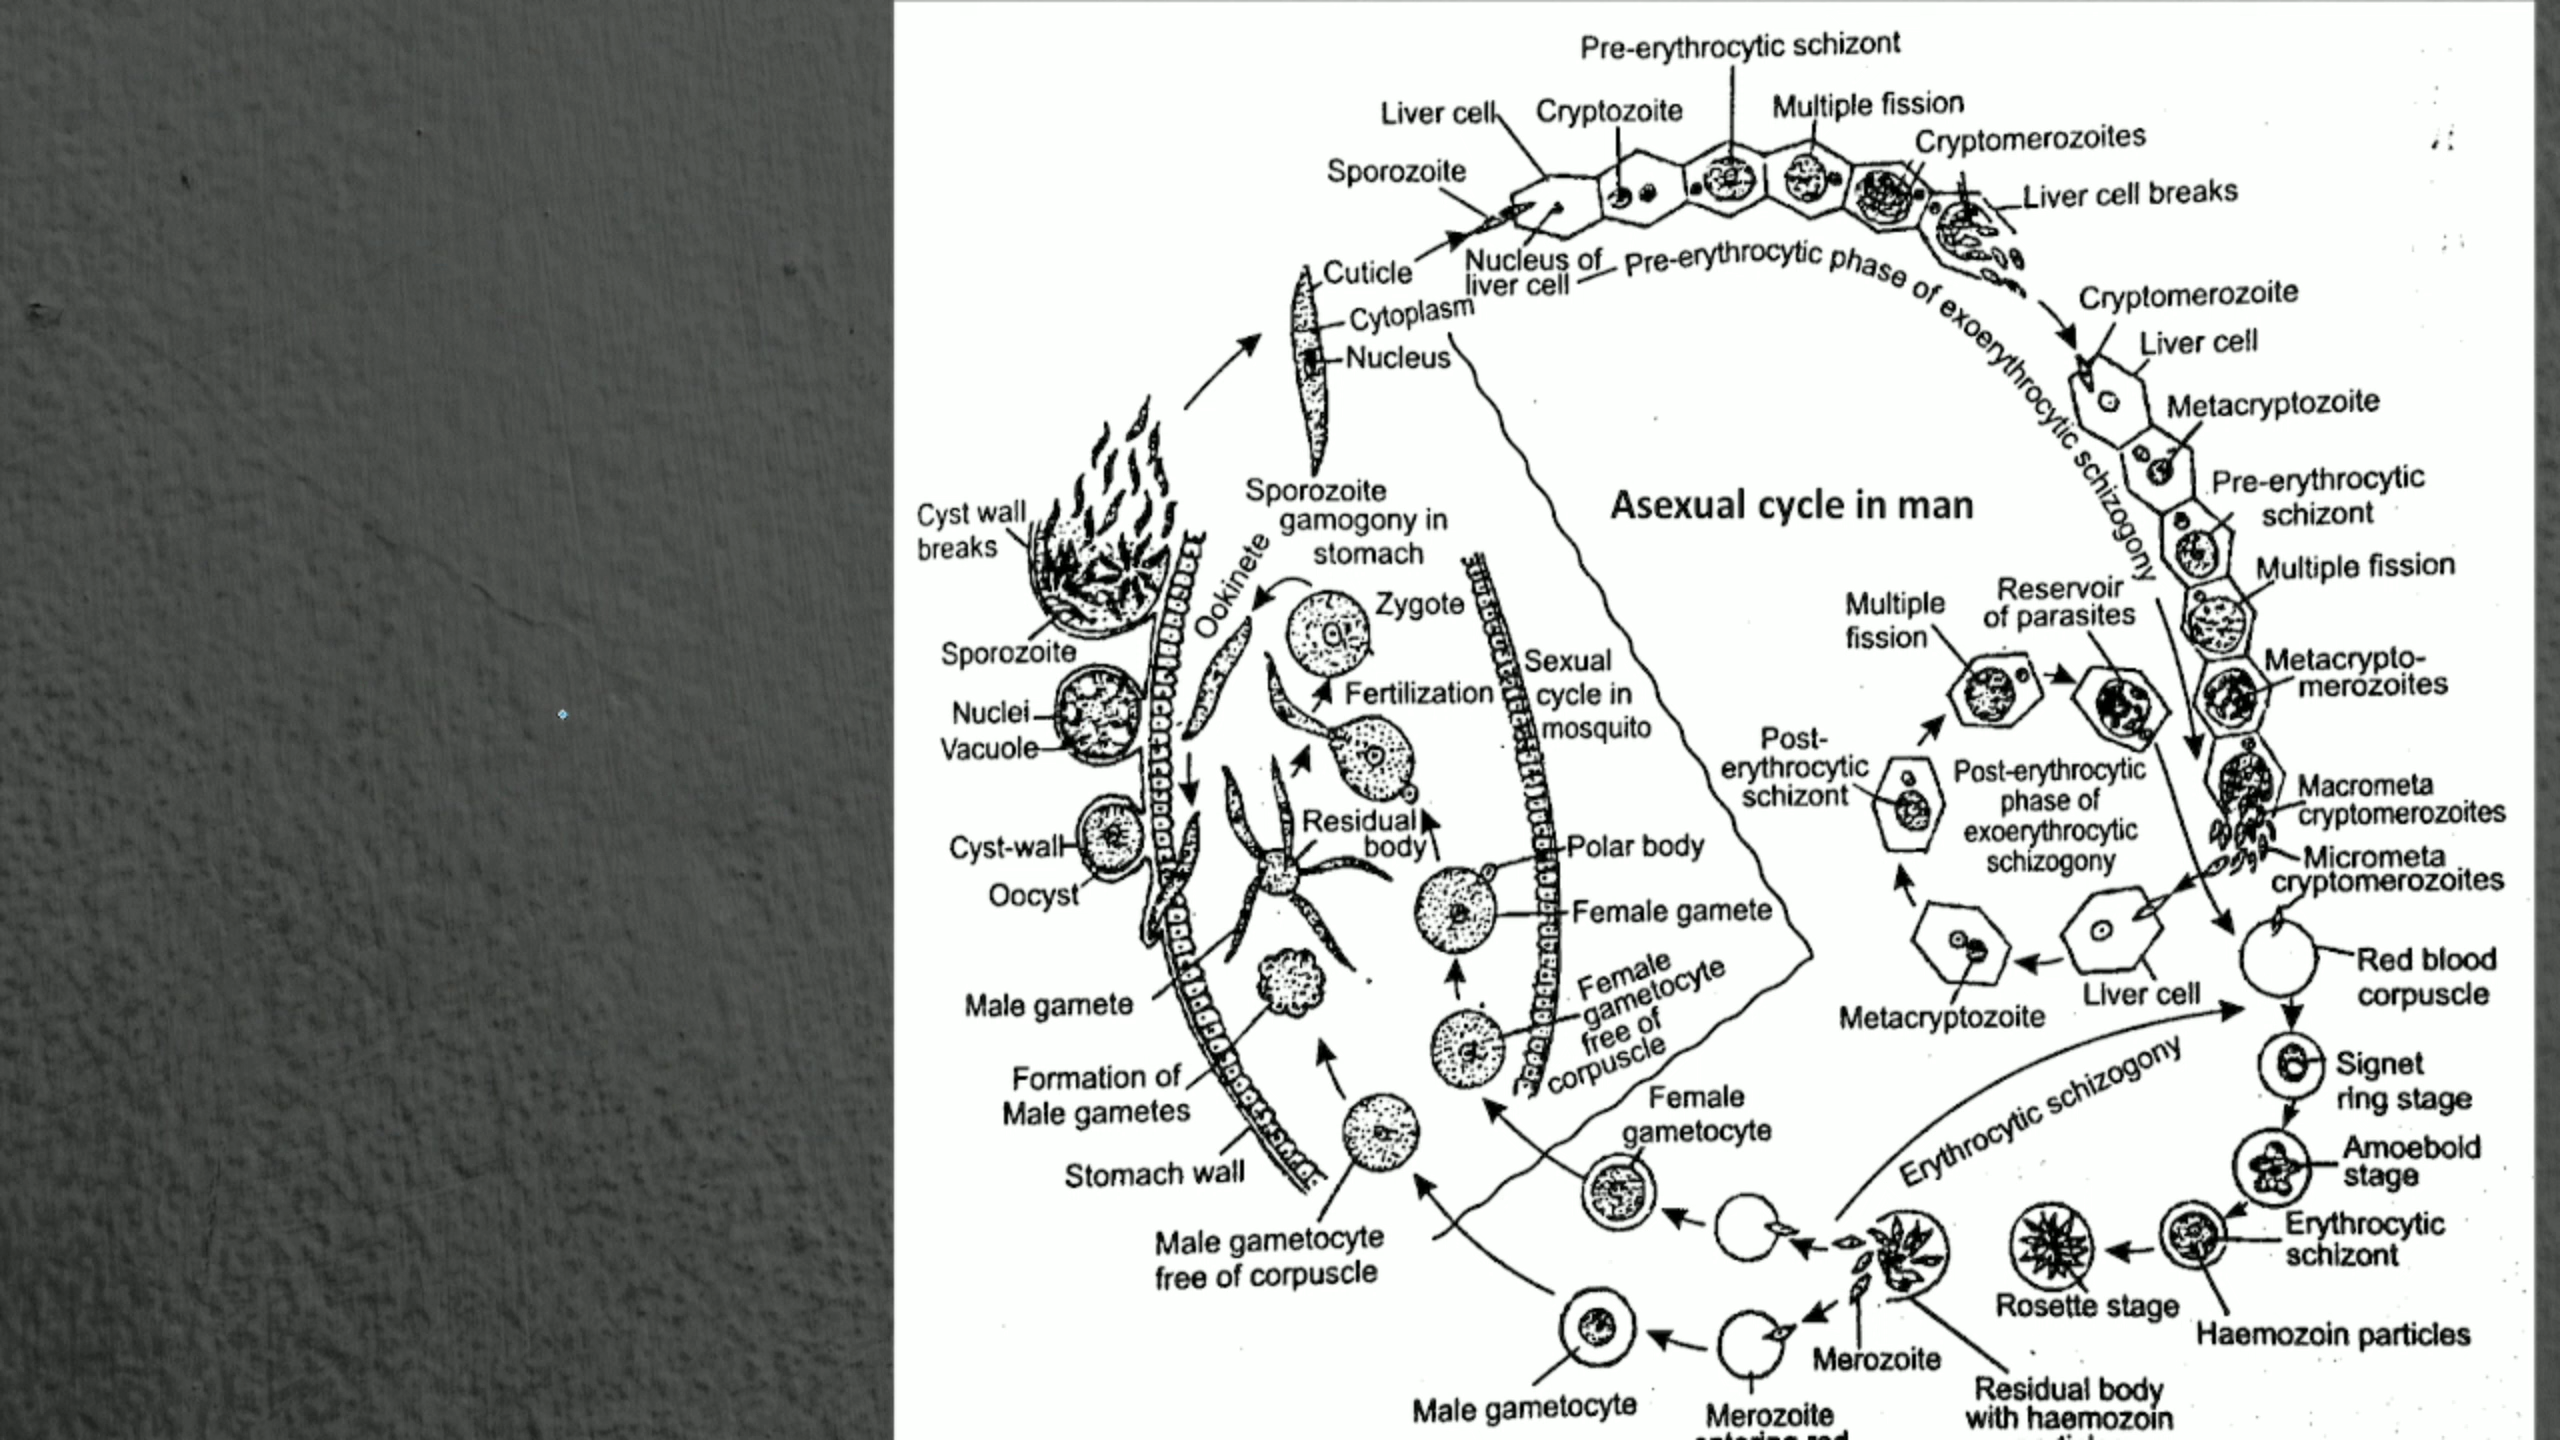 Pre-erythrocytic schizont
Liver cell
Cryptozoite
Multiple fission
Cryptomerozoites
Sporozoite
Liver cell breaks
Cuticle
Nucleus of
liver cell
Pre-erythrocytic phase of exoerythrocytic schizogony
Cytoplasm
Nucleus
Cryptomerozoite
Liver cell
Metacryptozoite
Pre-erythrocytic
schizont
Multiple fission
Metacrypto-
merozoites
Macrometa
cryptomerozoites
Micrometa
cryptomerozoites
Asexual cycle in man
Sporozoite
gamogony in
stomach
Cyst wall
breaks
Ookinete
Zygote
Sporozoite
Nuclei
Vacuole
Fertilization
Sexual
cycle in
mosquito
Multiple
fission
Reservoir
of parasites
Post-
erythrocytic
schizont
Post-erythrocytic
phase of
exoerythrocytic
schizogony
Cyst-wall
Oocyst
Residual
body
Polar body
Female gamete
Metacryptozoite
Liver cell
Red blood
corpuscle
Male gamete
Female
gametocyte
free of
corpuscle
Formation of
Male gametes
Stomach wall
Female
gametocyte
Erythrocytic schizogony
Signet
ring stage
Amoeboid
stage
Erythrocytic
schizont
Male gametocyte
free of corpuscle
Rosette stage
Haemozoin particles
Merozoite
Male gametocyte
Merozoite
Residual body
with haemozoin